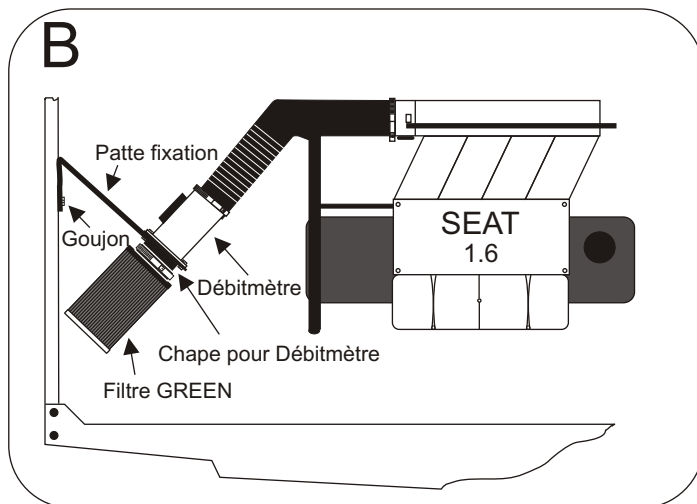 B
Patte fixation
Goujon
SEAT
1.6
Débitmètre
Chape pour Débitmètre
Filtre GREEN